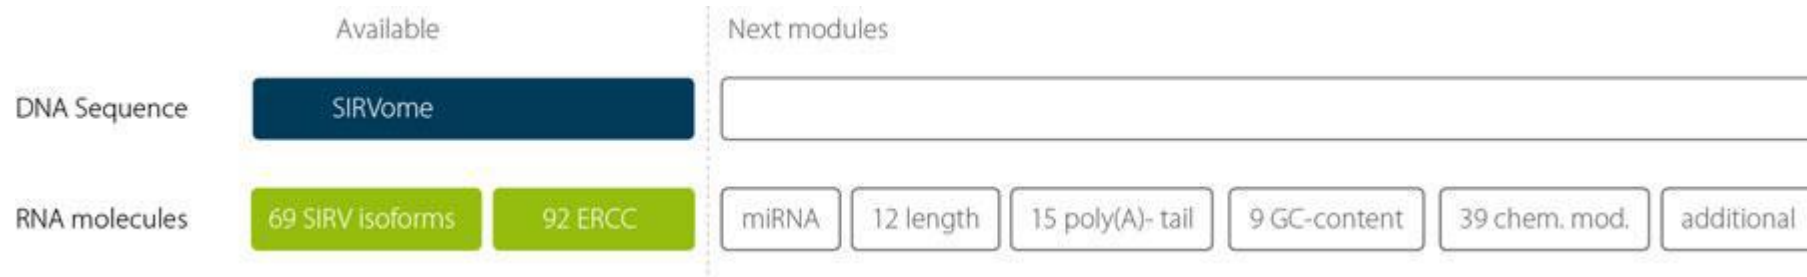 Available Next modules
DNA Sequence SIRVome
RNA molecules 69 SIRV isoforms 92 ERCC miRNA 12 length 15 poly(A)- tail 9 GC-content 39 chem. mod. additional